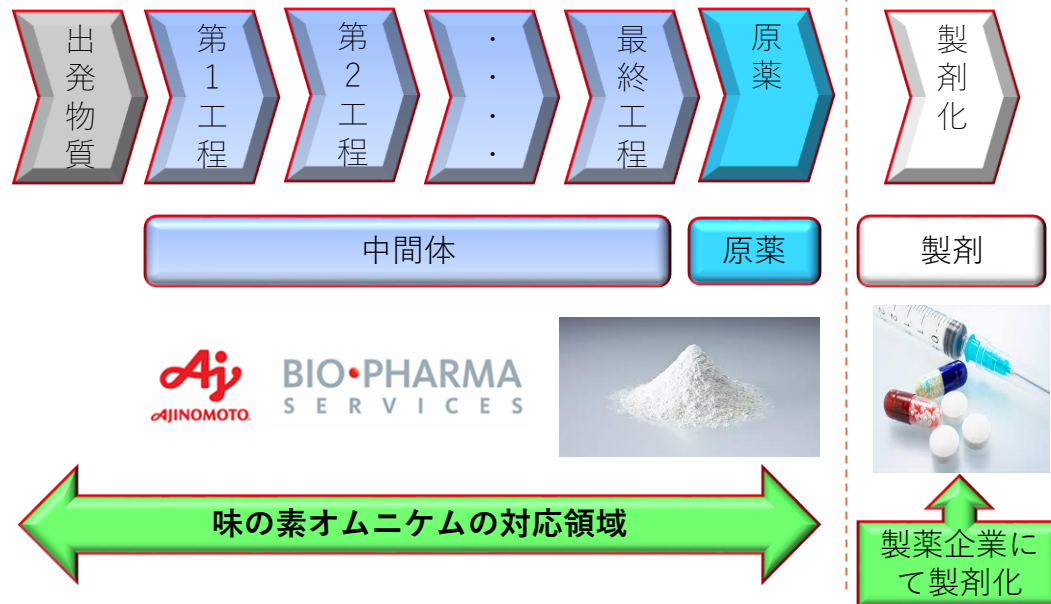 出発物質
第1工程
第2工程
・・・・
最終工程
原薬
製剤化
中間体
原薬
製剤
Aj
AJINOMOTO.
BIO•PHARMA
SERVICES
味の素オムニケムの対応領域
製薬企業に
て製剤化